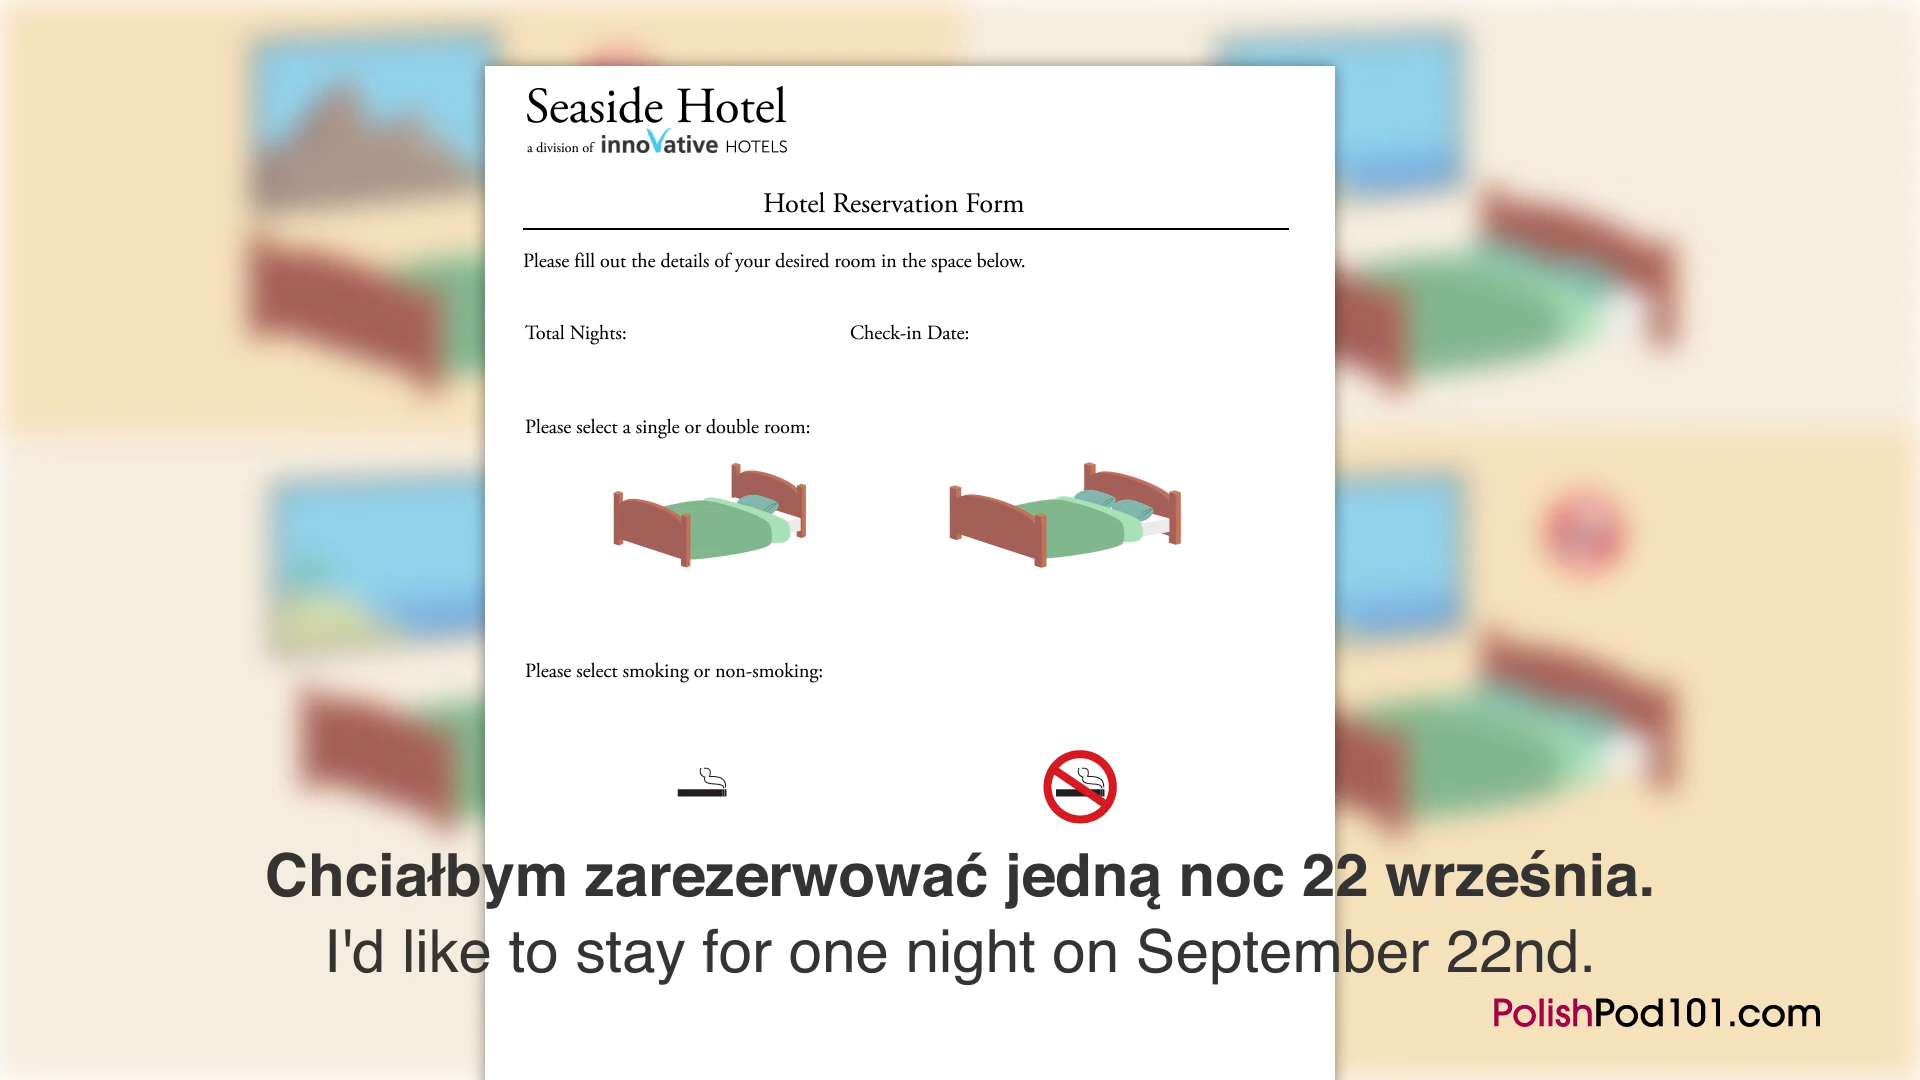 Seaside Hotel
a division of innovative HOTELS
Hotel Reservation Form
Please fill out the details of your desired room in the space below.
Total Nights: Check-in Date:
Please select a single or double room:
Please select smoking or non-smoking:
Chciałbym zarezerwować jedną noc 22 września.
I'd like to stay for one night on September 22nd.
PolishPod101.com